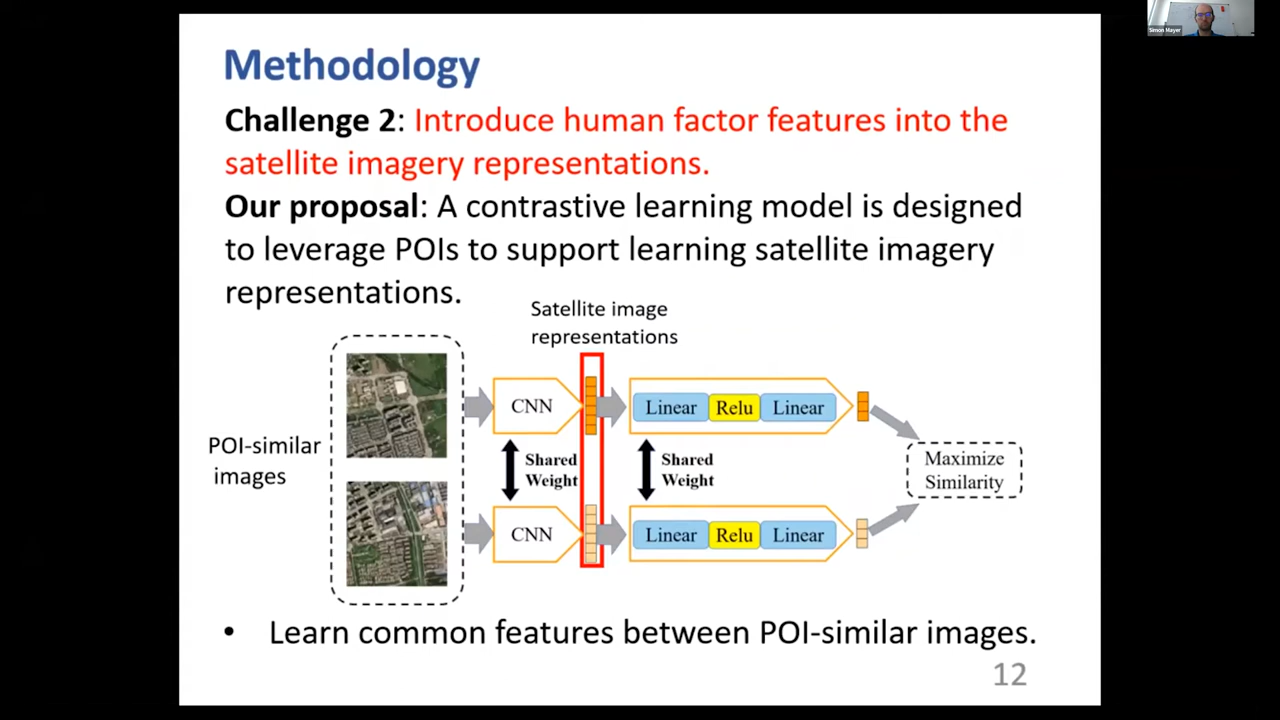 Simon Mayer
Methodology
Challenge 2: Introduce human factor features into the
satellite imagery representations.
Our proposal: A contrastive learning model is designed
to leverage POIs to support learning satellite imagery
representations.
Satellite image
representations
POI-similar
images
CNN
Linear Relu Linear
Shared
Weight
Shared
Weight
Maximize
Similarity
CNN
Linear Relu Linear
• Learn common features between POI-similar images.
12